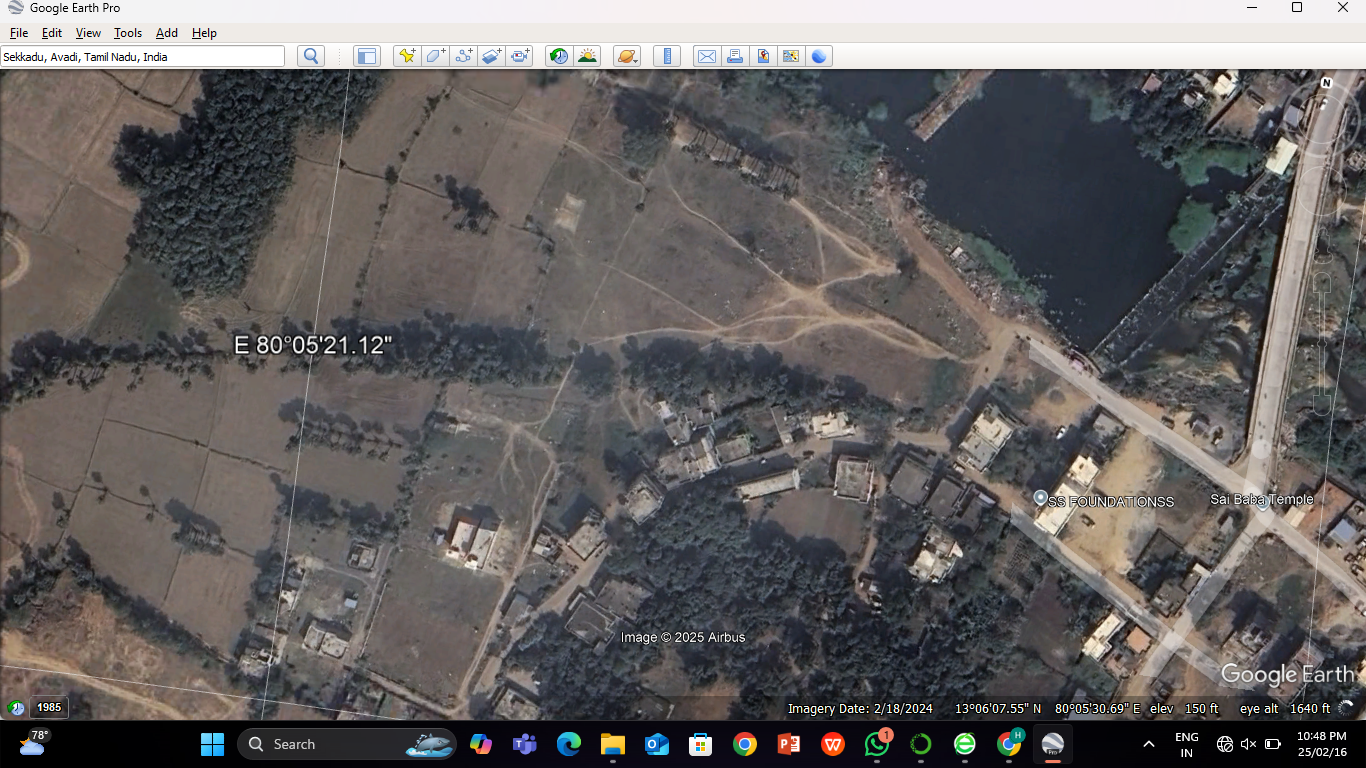 Google Earth Pro
File Edit View Tools Add Help
Sekkadu, Avadi, Tamil Nadu, India
N
E 80°05'21.12"
SS FOUNDATIONSS
Sai Baba Temple
Image © 2025 Airbus
Google Earth
1985
Imagery Date: 2/18/2024 13°06'07.55" N 80°05'30.69" E elev 150 ft eye alt 1640 ft
78°
Search
1
H
Pro
ENG
IN
10:48 PM
25/02/16